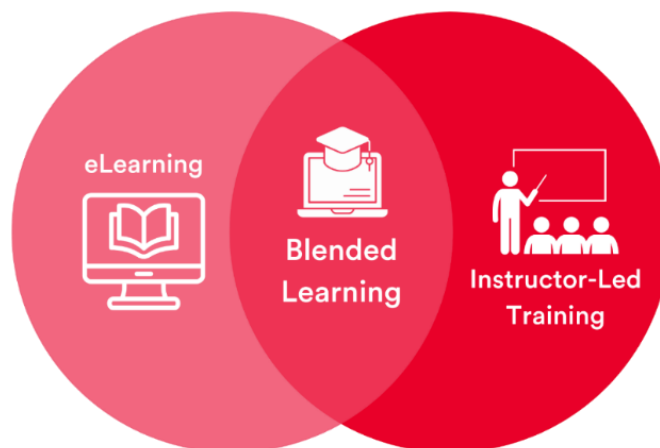 eLearning
Blended
Learning
Instructor-Led
Training